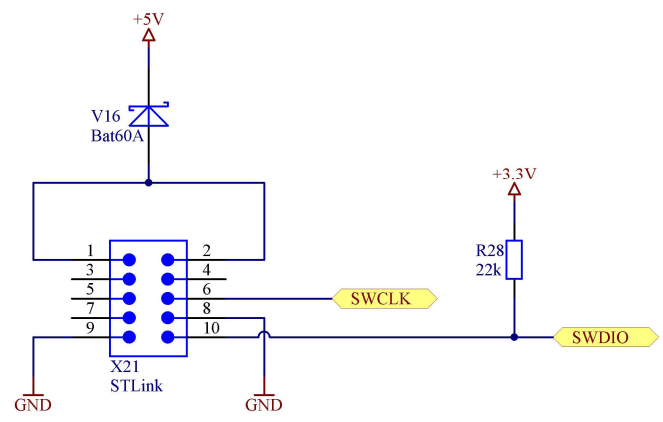 +5V
V16
Bat60A
+3.3V
R28
22k
1 2
3 4
5 6
7 8
9 10
SWCLK
SWDIO
X21
STLink
GND
GND